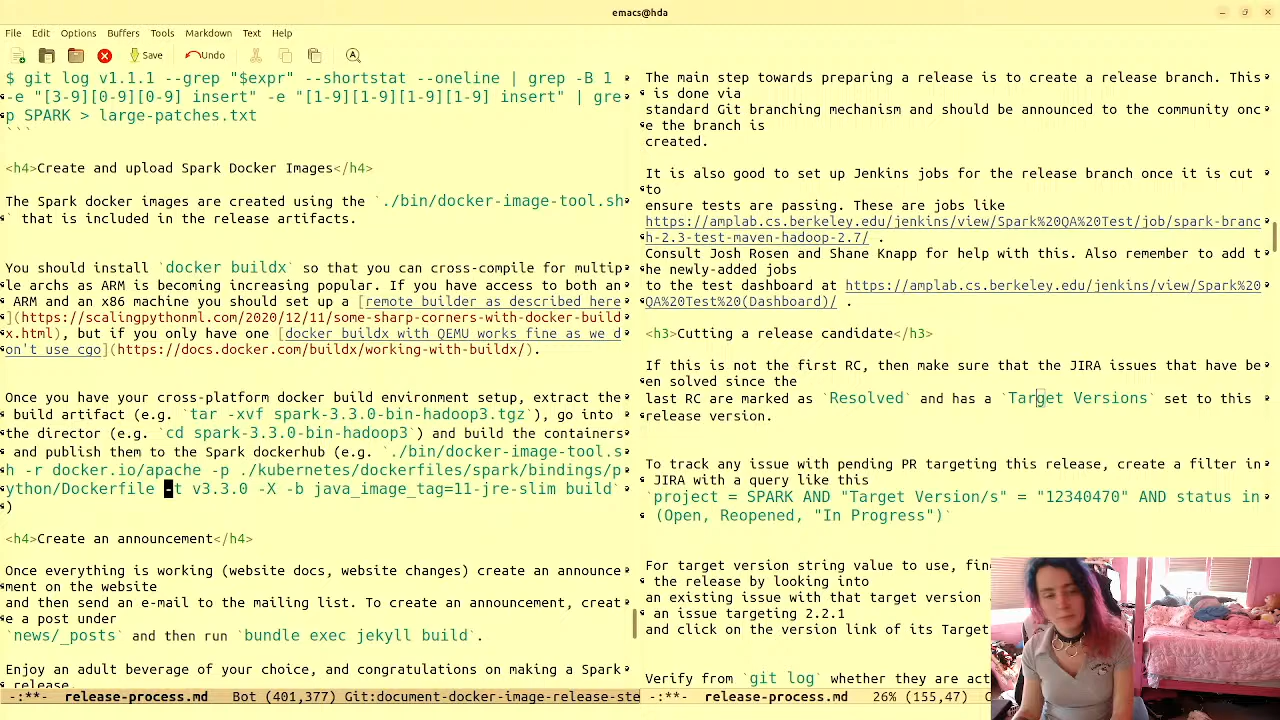 emacs@hda
File Edit Options Buffers Tools Markdown Text Help
Save Undo
$ git log v1.1.1 --grep "$expr" --shortstat --oneline | grep -B 1
-e "[3-9][0-9][0-9] insert" -e "[1-9][1-9][1-9][1-9] insert" | gre
p SPARK > large-patches.txt
```
<h4>Create and upload Spark Docker Images</h4>
The Spark docker images are created using the `./bin/docker-image-tool.sh
` that is included in the release artifacts.
You should install `docker buildx` so that you can cross-compile for multip
le archs as ARM is becoming increasing popular. If you have access to both an
ARM and an x86 machine you should set up a [remote builder as described here
](https://scalingpythonml.com/2020/12/11/some-sharp-corners-with-docker-build
x.html), but if you only have one [docker buildx with QEMU works fine as we d
on't use cgo](https://docs.docker.com/buildx/working-with-buildx/).
Once you have your cross-platform docker build environment setup, extract the
build artifact (e.g. `tar -xvf spark-3.3.0-bin-hadoop3.tgz`), go into
the director (e.g. `cd spark-3.3.0-bin-hadoop3`) and build the containers
and publish them to the Spark dockerhub (e.g. `./bin/docker-image-tool.s
h -r docker.io/apache -p ./kubernetes/dockerfiles/spark/bindings/p
ython/Dockerfile -t v3.3.0 -X -b java_image_tag=11-jre-slim build`
)
<h4>Create an announcement</h4>
Once everything is working (website docs, website changes) create an announce
ment on the website
and then send an e-mail to the mailing list. To create an announcement, creat
e a post under
`news/_posts` and then run `bundle exec jekyll build`.
Enjoy an adult beverage of your choice, and congratulations on making a Spark
release.
-:**- release-process.md Bot (401,377) Git:document-docker-image-release-ste
The main step towards preparing a release is to create a release branch. This
is done via
standard Git branching mechanism and should be announced to the community onc
e the branch is
created.
It is also good to set up Jenkins jobs for the release branch once it is cut
to
ensure tests are passing. These are jobs like
https://amplab.cs.berkeley.edu/jenkins/view/Spark%20QA%20Test/job/spark-branc
h-2.3-test-maven-hadoop-2.7/ .
Consult Josh Rosen and Shane Knapp for help with this. Also remember to add t
he newly-added jobs
to the test dashboard at https://amplab.cs.berkeley.edu/jenkins/view/Spark%20
QA%20Test%20(Dashboard)/ .
<h3>Cutting a release candidate</h3>
If this is not the first RC, then make sure that the JIRA issues that have be
en solved since the
last RC are marked as `Resolved` and has a `Target Versions` set to this
release version.
To track any issue with pending PR targeting this release, create a filter in
JIRA with a query like this
`project = SPARK AND "Target Version/s" = "12340470" AND status in
(Open, Reopened, "In Progress")`
For target version string value to use, fin
the release by looking into
an existing issue with that target version
an issue targeting 2.2.1
and click on the version link of its Target
Verify from `git log` whether they are act
-:**- release-process.md 26% (155,47)